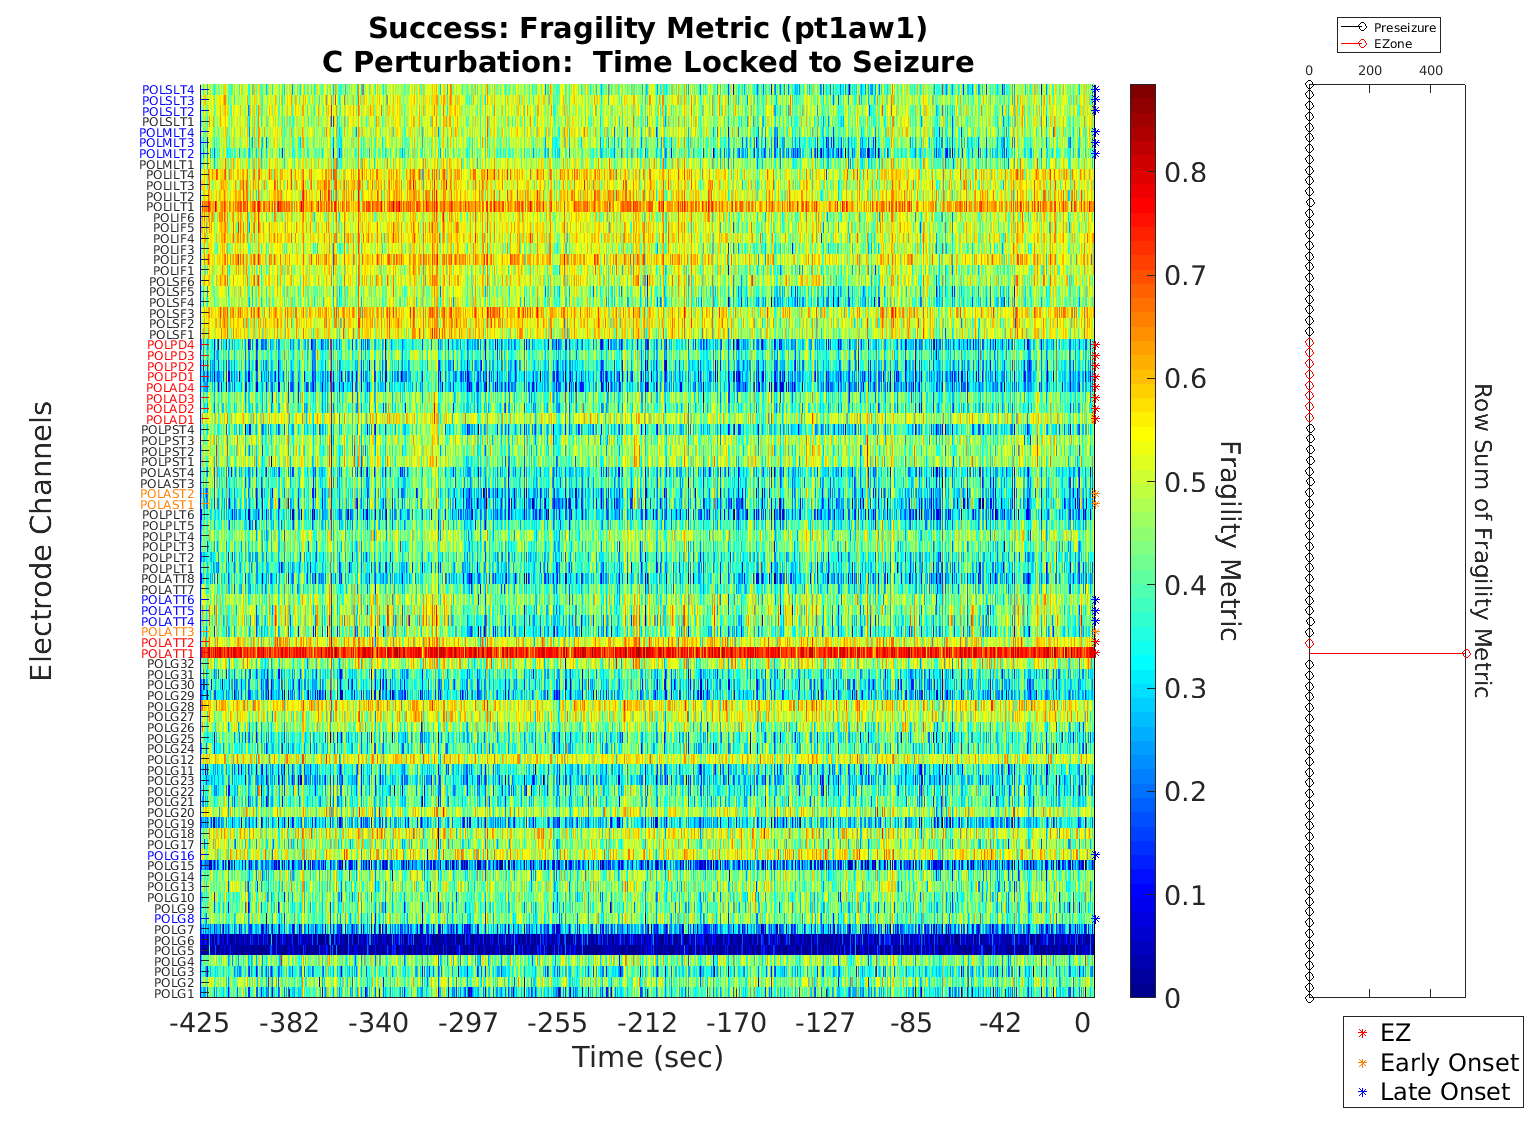 Success: Fragility Metric (pt1aw1)
C Perturbation:  Time Locked to Seizure
Electrode Channels
POLSLT4
POLSLT3
POLSLT2
POLSLT1
POLMLT4
POLMLT3
POLMLT2
POLMLT1
POLILT4
POLILT3
POLILT2
POLILT1
POLIF6
POLIF5
POLIF4
POLIF3
POLIF2
POLIF1
POLSF6
POLSF5
POLSF4
POLSF3
POLSF2
POLSF1
POLPD4
POLPD3
POLPD2
POLPD1
POLAD4
POLAD3
POLAD2
POLAD1
POLPST4
POLPST3
POLPST2
POLPST1
POLAST4
POLAST3
POLAST2
POLAST1
POLPLT6
POLPLT5
POLPLT4
POLPLT3
POLPLT2
POLPLT1
POLATT8
POLATT7
POLATT6
POLATT5
POLATT4
POLATT3
POLATT2
POLATT1
POLG32
POLG31
POLG30
POLG29
POLG28
POLG27
POLG26
POLG25
POLG24
POLG12
POLG11
POLG23
POLG22
POLG21
POLG20
POLG19
POLG18
POLG17
POLG16
POLG15
POLG14
POLG13
POLG10
POLG9
POLG8
POLG7
POLG6
POLG5
POLG4
POLG3
POLG2
POLG1
-425 -382 -340 -297 -255 -212 -170 -127 -85 -42 0
Time (sec)
0.8
0.7
0.6
0.5
0.4
0.3
0.2
0.1
0
Fragility Metric
Preseizure
EZone
0 200 400
Row Sum of Fragility Metric
EZ
Early Onset
Late Onset